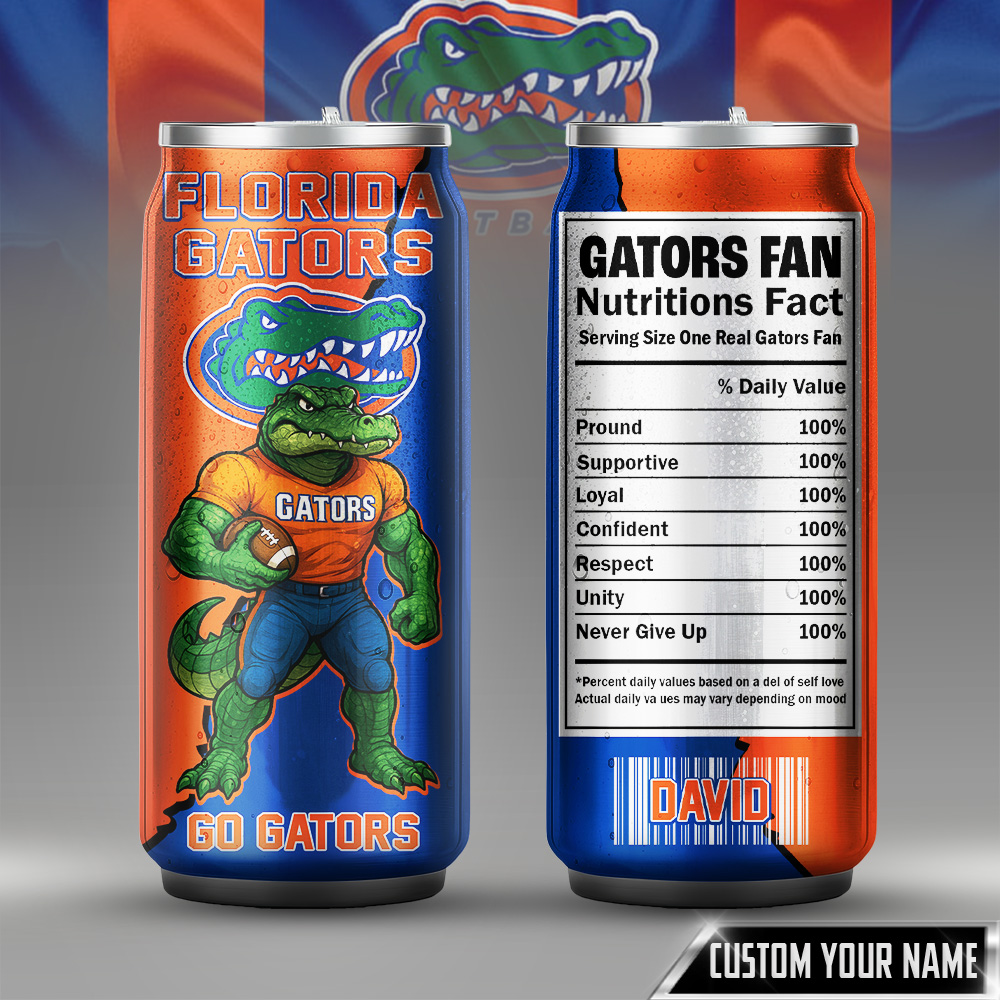 FLORIDA
GATORS
GATORS
GO GATORS
GATORS FAN
Nutritions Fact
Serving Size One Real Gators Fan
% Daily Value
Pround 100%
Supportive 100%
Loyal 100%
Confident 100%
Respect 100%
Unity 100%
Never Give Up 100%
*Percent daily values based on a del of self love
Actual daily va ues may vary depending on mood
DAVID
CUSTOM YOUR NAME